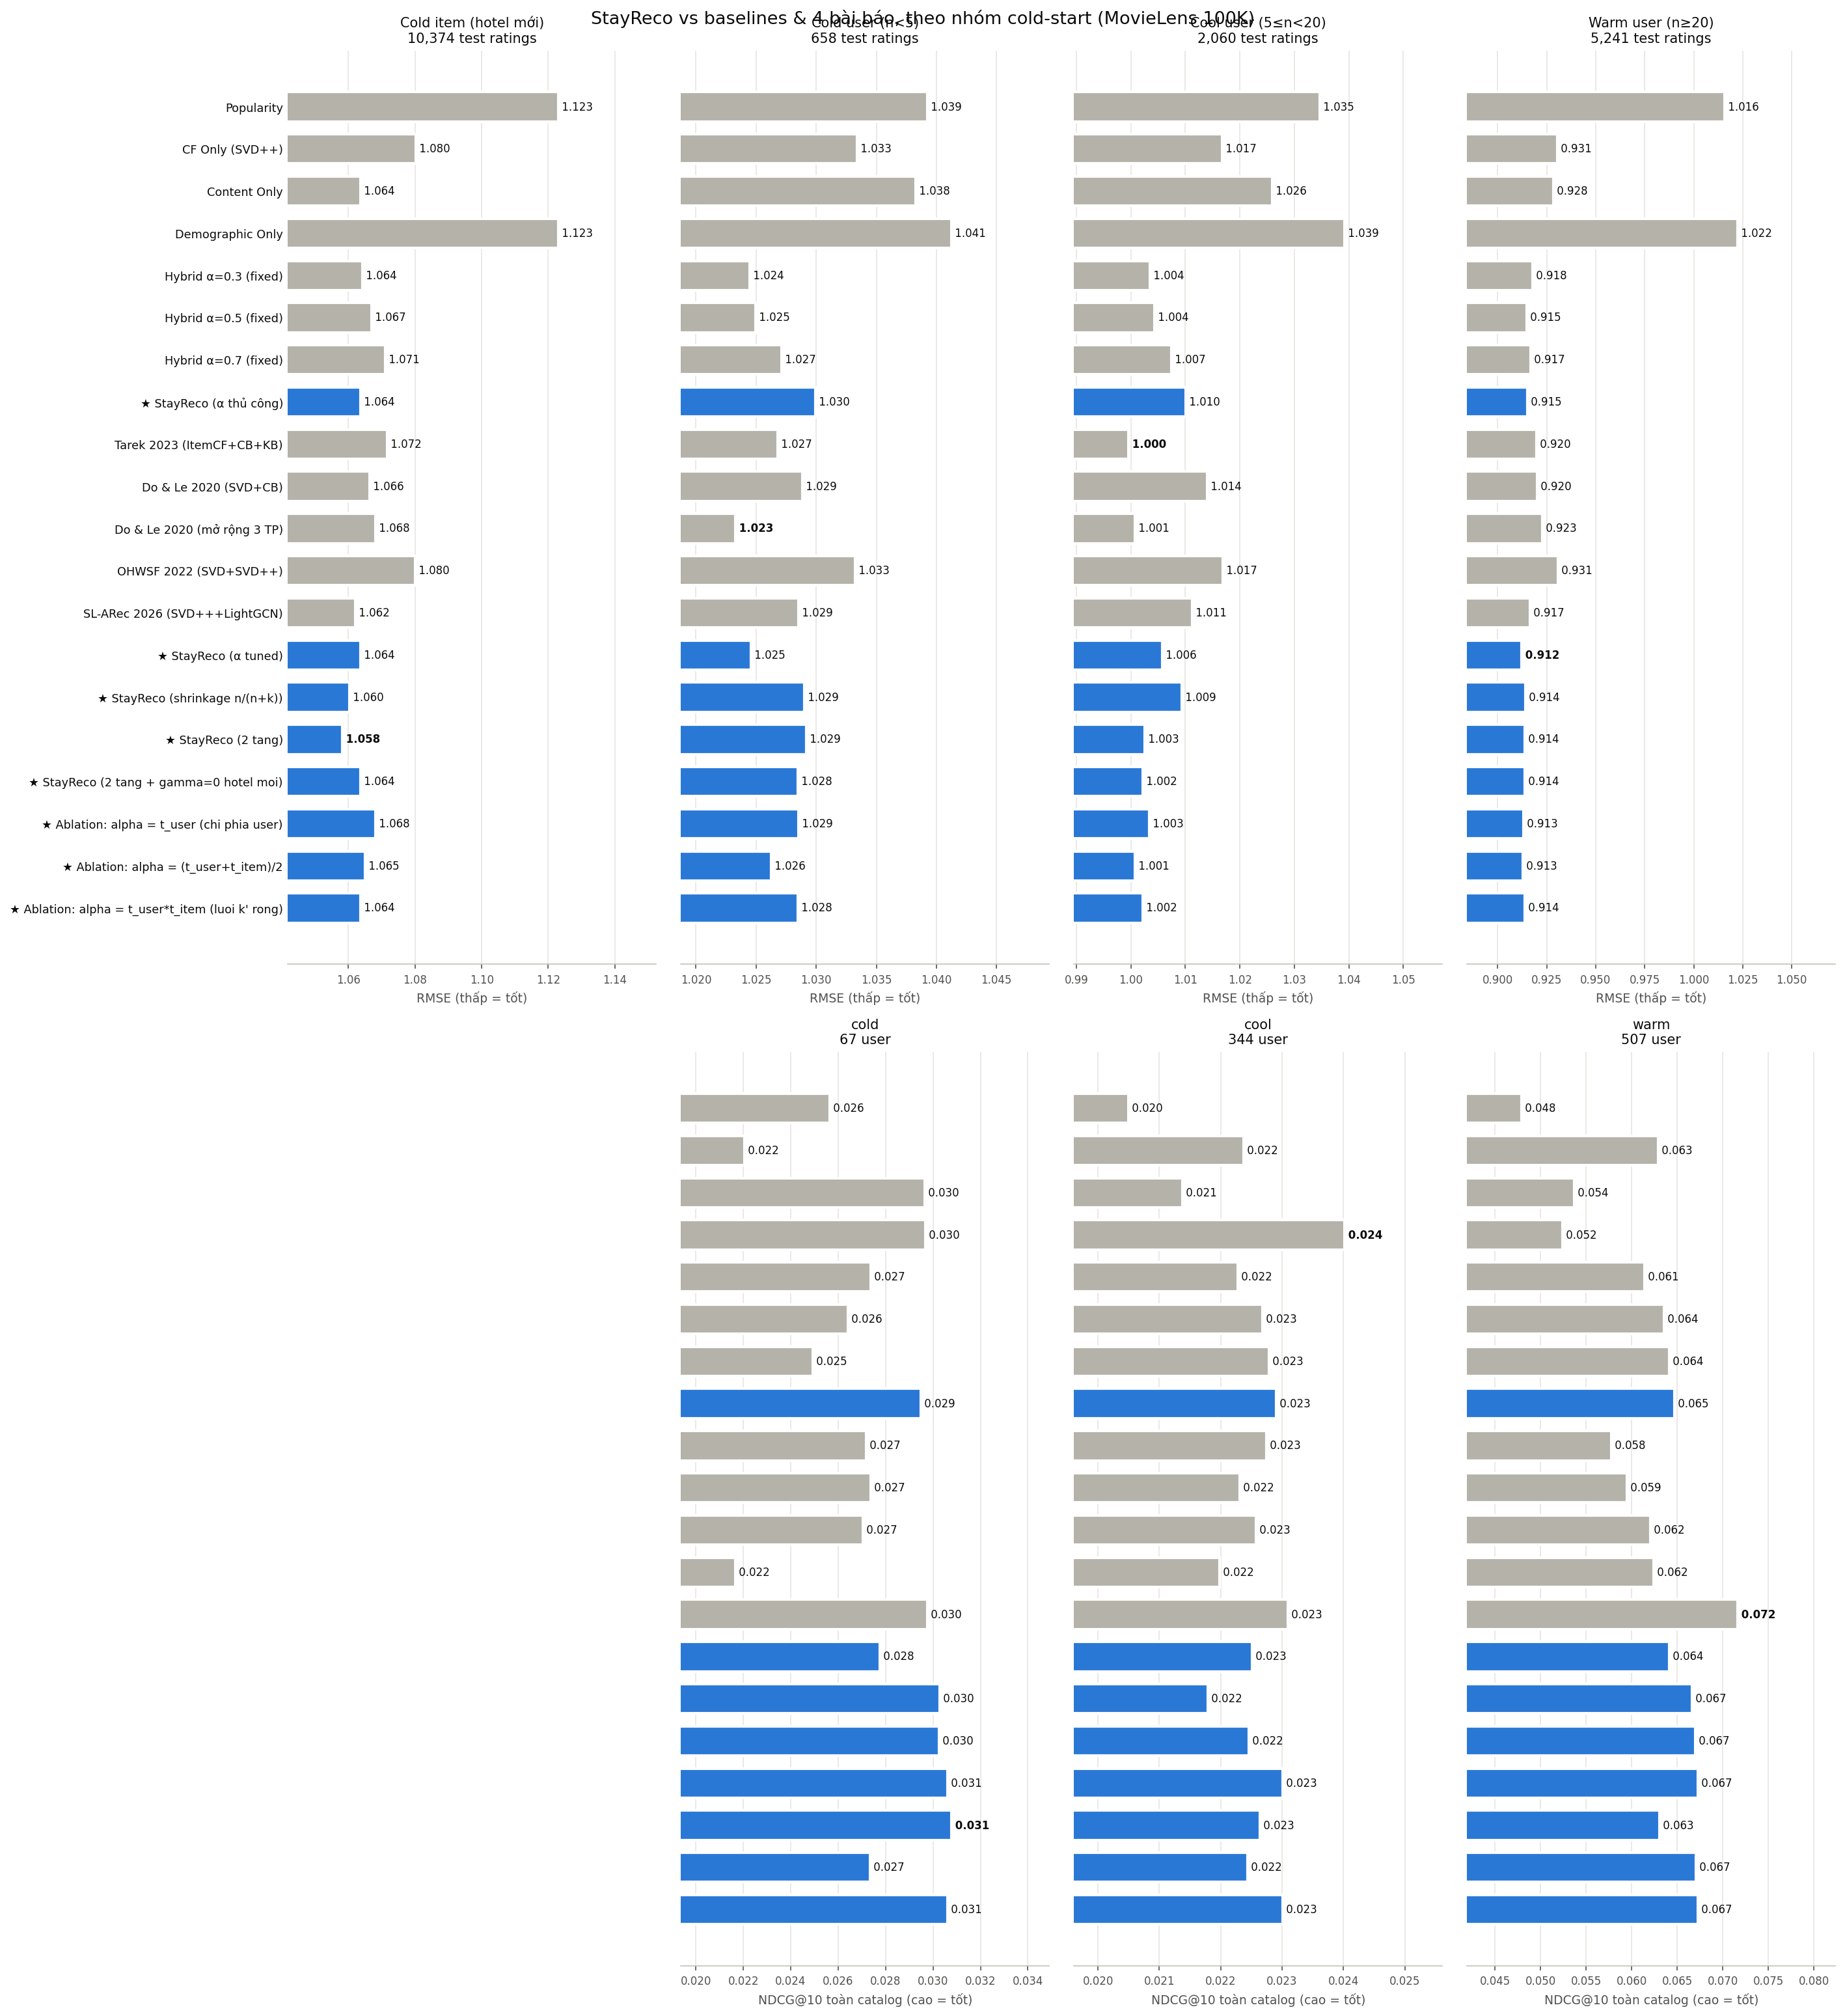 StayReco vs baselines & 4 bài báo, theo nhóm cold-start (MovieLens 100K)
Cold item (hotel mới)
10,374 test ratings
Cold user (n<5)
658 test ratings
Cool user (5≤n<20)
2,060 test ratings
Warm user (n≥20)
5,241 test ratings
Popularity 1.123 1.039 1.035 1.016
CF Only (SVD++) 1.080 1.033 1.017 0.931
Content Only 1.064 1.038 1.026 0.928
Demographic Only 1.123 1.041 1.039 1.022
Hybrid α=0.3 (fixed) 1.064 1.024 1.004 0.918
Hybrid α=0.5 (fixed) 1.067 1.025 1.004 0.915
Hybrid α=0.7 (fixed) 1.071 1.027 1.007 0.917
★ StayReco (α thủ công) 1.064 1.030 1.010 0.915
Tarek 2023 (ItemCF+CB+KB) 1.072 1.027 1.000 0.920
Do & Le 2020 (SVD+CB) 1.066 1.029 1.014 0.920
Do & Le 2020 (mở rộng 3 TP) 1.068 1.023 1.001 0.923
OHWSF 2022 (SVD+SVD++) 1.080 1.033 1.017 0.931
SL-ARec 2026 (SVD+++LightGCN) 1.062 1.029 1.011 0.917
★ StayReco (α tuned) 1.064 1.025 1.006 0.912
★ StayReco (shrinkage n/(n+k)) 1.060 1.029 1.009 0.914
★ StayReco (2 tang) 1.058 1.029 1.003 0.914
★ StayReco (2 tang + gamma=0 hotel moi) 1.064 1.028 1.002 0.914
★ Ablation: alpha = t_user (chi phia user) 1.068 1.029 1.003 0.913
★ Ablation: alpha = (t_user+t_item)/2 1.065 1.026 1.001 0.913
★ Ablation: alpha = t_user*t_item (luoi k' rong) 1.064 1.028 1.002 0.914
1.06 1.08 1.10 1.12 1.14
RMSE (thấp = tốt)
1.020 1.025 1.030 1.035 1.040 1.045
RMSE (thấp = tốt)
0.99 1.00 1.01 1.02 1.03 1.04 1.05
RMSE (thấp = tốt)
0.900 0.925 0.950 0.975 1.000 1.025 1.050
RMSE (thấp = tốt)
cold
67 user
cool
344 user
warm
507 user
0.026 0.020 0.048
0.022 0.022 0.063
0.030 0.021 0.054
0.030 0.024 0.052
0.027 0.022 0.061
0.026 0.023 0.064
0.025 0.023 0.064
0.029 0.023 0.065
0.027 0.023 0.058
0.027 0.022 0.059
0.027 0.023 0.062
0.022 0.022 0.062
0.030 0.023 0.072
0.028 0.023 0.064
0.030 0.022 0.067
0.030 0.022 0.067
0.031 0.023 0.067
0.031 0.023 0.063
0.027 0.022 0.067
0.031 0.023 0.067
0.020 0.022 0.024 0.026 0.028 0.030 0.032 0.034
NDCG@10 toàn catalog (cao = tốt)
0.020 0.021 0.022 0.023 0.024 0.025
NDCG@10 toàn catalog (cao = tốt)
0.045 0.050 0.055 0.060 0.065 0.070 0.075 0.080
NDCG@10 toàn catalog (cao = tốt)